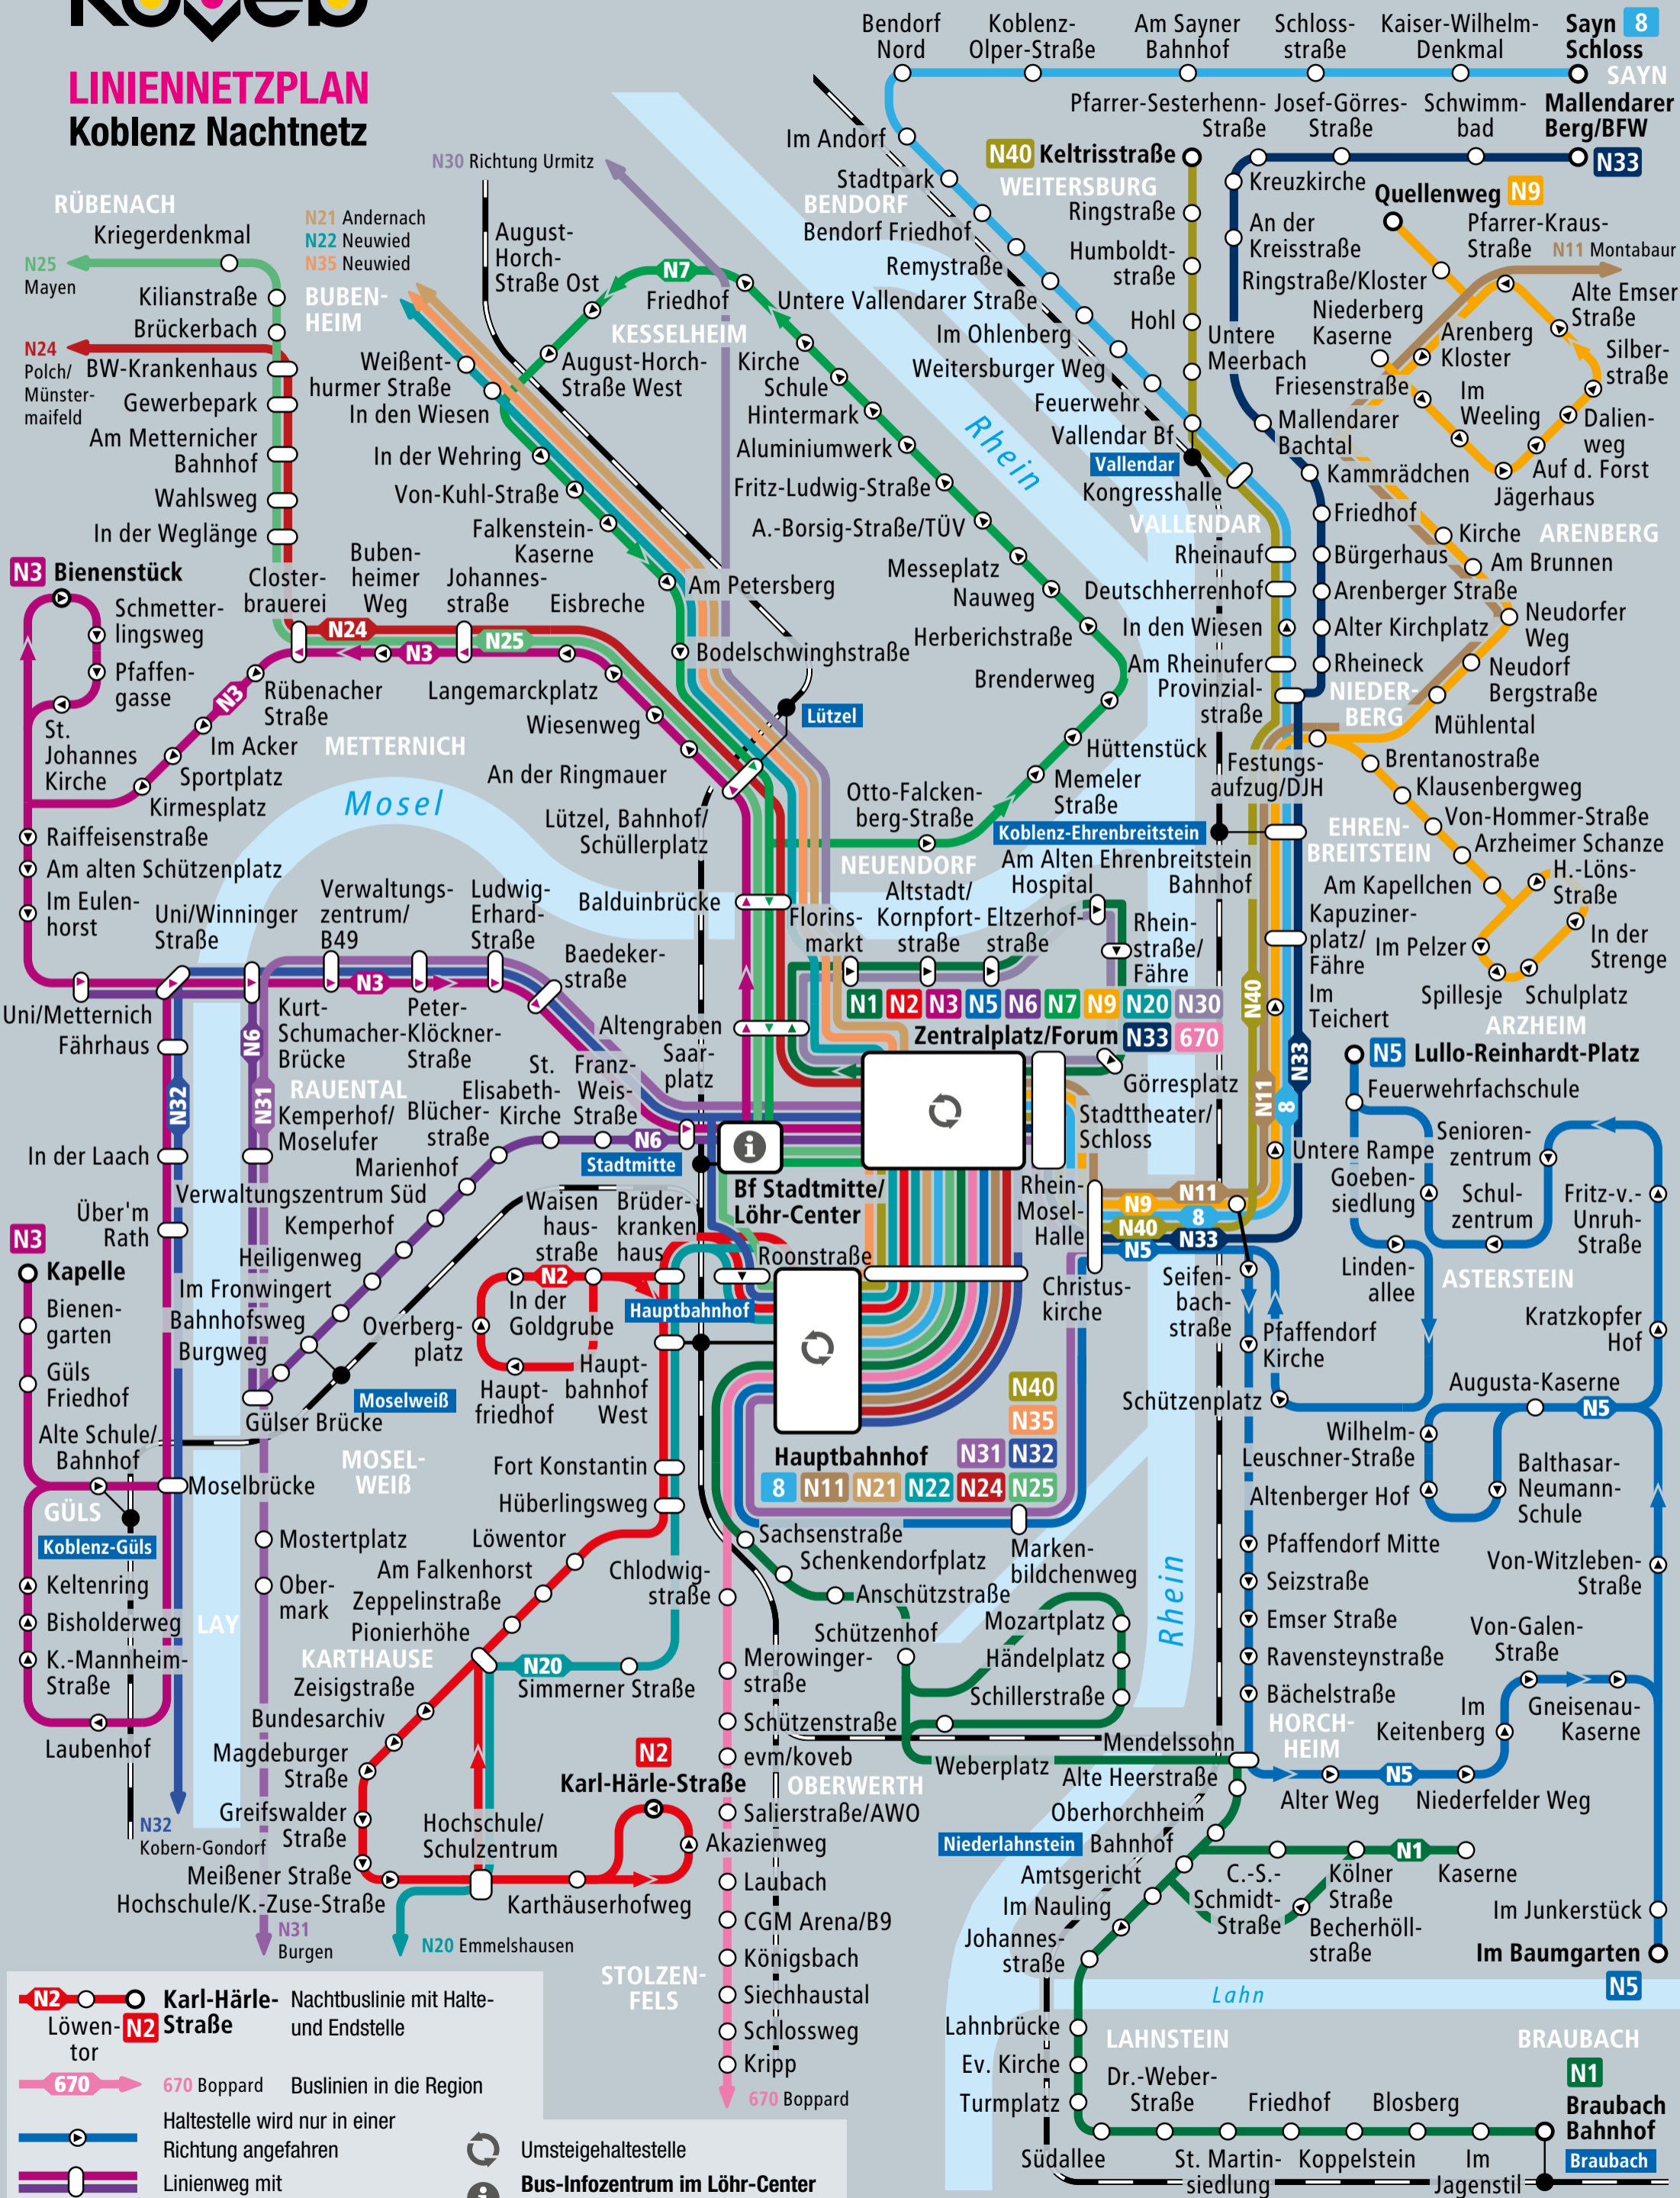 koveb
LINIENNETZPLAN
Koblenz Nachtnetz
Bendorf
Nord
Koblenz-
Olper-Straße
Am Sayner
Bahnhof
Schloss-
straße
Kaiser-Wilhelm-
Denkmal
Sayn 8
Schloss
SAYN
Pfarrer-Sesterhenn-
Straße
Josef-Görres-
Straße
Schwimm-
bad
Mallendarer
Berg/BFW
N33
Im Andorf
Stadtpark
BENDORF
Bendorf Friedhof
Remystraße
Untere Vallendarer Straße
Im Ohlenberg
Weitersburger Weg
Feuerwehr
Vallendar Bf
Vallendar
Kongresshalle
VALLENDAR
N40 Keltrisstraße
WEITERSBURG
Ringstraße
Humboldt-
straße
Hohl
Untere
Meerbach
Kreuzkirche
An der
Kreisstraße
Mallendarer
Bachtal
Kammrädchen
Friedhof
Bürgerhaus
Arenberger Straße
Alter Kirchplatz
Rheineck
Rheinauf
Deutschherrenhof
In den Wiesen
Am Rheinufer
Provinzial-
straße
Quellenweg N9
Pfarrer-Kraus-
Straße
N11 Montabaur
Ringstraße/Kloster
Niederberg
Kaserne
Arenberg
Kloster
Alte Emser
Straße
Silber-
straße
Friesenstraße
Im
Weeling
Dalien-
weg
Auf d. Forst
Jägerhaus
Kirche
ARENBERG
Am Brunnen
Neudorfer
Weg
Neudorf
Bergstraße
NIEDER-
BERG
Mühlental
Festungs-
aufzug/DJH
Brentanostraße
Klausenbergweg
Von-Hommer-Straße
Arzheimer Schanze
EHREN-
BREITSTEIN
Am Kapellchen
H.-Löns-
Straße
Im Pelzer
In der
Strenge
Spillesje
Schulplatz
ARZHEIM
N30 Richtung Urmitz
RÜBENACH
Kriegerdenkmal
N25
Mayen
Kilianstraße
Brückerbach
N24
Polch/
Münster-
maifeld
BW-Krankenhaus
Gewerbepark
Am Metternicher
Bahnhof
Wahlsweg
In der Weglänge
N21 Andernach
N22 Neuwied
N35 Neuwied
BUBEN-
HEIM
August-
Horch-
Straße Ost
N7
Friedhof
KESSELHEIM
August-Horch-
Straße West
Weißent-
hurmer Straße
In den Wiesen
In der Wehring
Von-Kuhl-Straße
Falkenstein-
Kaserne
Am Petersberg
Bodelschwinghstraße
Kirche
Schule
Hintermark
Aluminiumwerk
Fritz-Ludwig-Straße
A.-Borsig-Straße/TÜV
Messeplatz
Nauweg
Herberichstraße
Brenderweg
Hüttenstück
Memeler
Straße
Otto-Falcken-
berg-Straße
NEUENDORF
Rhein
N3 Bienenstück
Schmetter-
lingsweg
Pfaffen-
gasse
St.
Johannes
Kirche
Closter-
brauerei
Buben-
heimer
Weg
Johannes-
straße
Eisbreche
N24
N25
N3
N3
Rübenacher
Straße
Im Acker
Sportplatz
Kirmesplatz
METTERNICH
Langemarckplatz
Wiesenweg
An der Ringmauer
Lützel
Lützel, Bahnhof/
Schüllerplatz
Mosel
Raiffeisenstraße
Am alten Schützenplatz
Im Eulen-
horst
Uni/Winninger
Straße
Verwaltungs-
zentrum/
B49
Ludwig-
Erhard-
Straße
Baedeker-
straße
Balduinbrücke
Altengraben
Uni/Metternich
Fährhaus
N3
Kurt-
Schumacher-
Brücke
Peter-
Klöckner-
Straße
RAUENTAL
N6
N31
N32
Kemperhof/
Moselufer
Florins-
markt
Altstadt/
Kornpfort-
straße
Eltzerhof-
straße
Am Alten
Hospital
Rhein-
straße/
Fähre
Koblenz-Ehrenbreitstein
Ehrenbreitstein
Bahnhof
Kapuziner-
platz/
Fähre
Im
Teichert
N1 N2 N3 N5 N6 N7 N9 N20 N30
Zentralplatz/Forum N33 670
Görresplatz
Stadttheater/
Schloss
Saar-
platz
St.
Elisabeth-
Kirche
Franz-
Weis-
Straße
N6
Blücher-
straße
Marienhof
Stadtmitte
Bf Stadtmitte/
Löhr-Center
Verwaltungszentrum Süd
Kemperhof
Heiligenweg
Im Fronwingert
Bahnhofsweg
Burgweg
Moselweiß
Gülser Brücke
MOSEL-
WEIß
In der Laach
Über'm
Rath
N3
Kapelle
Bienen-
garten
Güls
Friedhof
Alte Schule/
Bahnhof
GÜLS
Koblenz-Güls
Moselbrücke
Keltenring
Bisholderweg
K.-Mannheim-
Straße
Laubenhof
LAY
Mostertplatz
Ober-
mark
N32
Kobern-Gondorf
N31
Burgen
Waisen
haus-
straße
Brüder-
kranken
haus
Roonstraße
N2
In der
Goldgrube
Overberg-
platz
Haupt-
friedhof
Hauptbahnhof
Haupt-
bahnhof
West
Fort Konstantin
Hüberlingsweg
Löwentor
Am Falkenhorst
Zeppelinstraße
Pionierhöhe
KARTHAUSE
N20
Simmerner Straße
Chlodwig-
straße
Zeisigstraße
Bundesarchiv
Magdeburger
Straße
Greifswalder
Straße
Meißener Straße
Hochschule/K.-Zuse-Straße
Hochschule/
Schulzentrum
N2
Karl-Härle-Straße
Akazienweg
Karthäuserhofweg
N20 Emmelshausen
Rhein-
Mosel-
Halle
Christus-
kirche
N11
N9
8
N40
N33
N5
N40
N11
8
N33
Hauptbahnhof
N40
N35
N31 N32
8 N11 N21 N22 N24 N25
Sachsenstraße
Schenkendorfplatz
Anschützstraße
Marken-
bildchenweg
Schützenhof
Mozartplatz
Händelplatz
Schillerstraße
Weberplatz
Mendelssohn
Merowinger-
straße
Schützenstraße
evm/koveb
OBERWERTH
Salierstraße/AWO
Laubach
CGM Arena/B9
Königsbach
STOLZEN-
FELS
Siechhaustal
Schlossweg
Kripp
670 Boppard
N5 Lullo-Reinhardt-Platz
Feuerwehrfachschule
Untere Rampe
Goeben-
siedlung
Senioren-
zentrum
Schul-
zentrum
Fritz-v.-
Unruh-
Straße
Linden-
allee
ASTERSTEIN
Kratzkopfer
Hof
Seifen-
bach-
straße
Pfaffendorf
Kirche
Schützenplatz
Augusta-Kaserne
N5
Wilhelm-
Leuschner-Straße
Altenberger Hof
Balthasar-
Neumann-
Schule
Pfaffendorf Mitte
Seizstraße
Emser Straße
Ravensteynstraße
Bächelstraße
HORCH-
HEIM
Von-Witzleben-
Straße
Von-Galen-
Straße
Im
Keitenberg
Gneisenau-
Kaserne
Alter Weg
N5
Niederfelder Weg
Rhein
Alte Heerstraße
Oberhorchheim
Niederlahnstein
Bahnhof
Amtsgericht
Im Nauling
Johannes-
straße
C.-S.-
Schmidt-
Straße
Kölner
Straße
N1
Kaserne
Becherhöll-
straße
Im Junkerstück
Im Baumgarten
N5
Lahn
Lahnbrücke
LAHNSTEIN
BRAUBACH
Ev. Kirche
Turmplatz
Dr.-Weber-
Straße
Friedhof
Blosberg
N1
Braubach
Bahnhof
Braubach
Südallee
St. Martin-
siedlung
Koppelstein
Im
Jagenstil
N2
Löwen-
tor
N2
Karl-Härle-
Straße
Nachtbuslinie mit Halte-
und Endstelle
670
670 Boppard
Buslinien in die Region
Haltestelle wird nur in einer
Richtung angefahren
Linienweg mit
Umsteigehaltestelle
Bus-Infozentrum im Löhr-Center